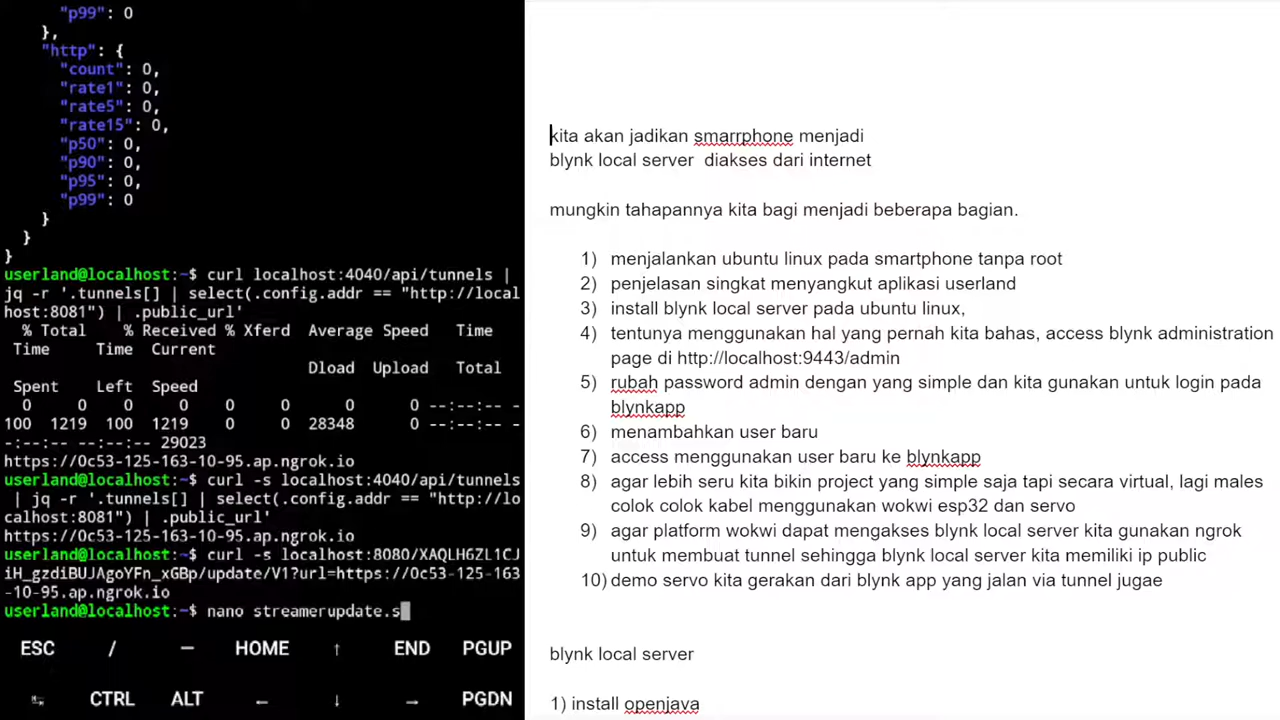 "p99": 0
},
"http": {
"count": 0,
"rate1": 0,
"rate5": 0,
"rate15": 0,
"p50": 0,
"p90": 0,
"p95": 0,
"p99": 0
}
}
}
userland@localhost:~$ curl localhost:4040/api/tunnels |
jq -r '.tunnels[] | select(.config.addr == "http://local
host:8081") | .public_url'
% Total % Received % Xferd Average Speed Time
Time Time Current
Dload Upload Total
Spent Left Speed
0 0 0 0 0 0 0 0 --:--:-- -
100 1219 100 1219 0 0 28348 0 --:--:-- -
-:--:-- --:--:-- 29023
https://0c53-125-163-10-95.ap.ngrok.io
userland@localhost:~$ curl -s localhost:4040/api/tunnels
| jq -r '.tunnels[] | select(.config.addr == "http://lo
calhost:8081") | .public_url'
https://0c53-125-163-10-95.ap.ngrok.io
userland@localhost:~$ curl -s localhost:8080/XAQLH6ZL1CJ
iH_gzdiBUJAgoYFn_xGBp/update/V1?url=https://0c53-125-163
-10-95.ap.ngrok.io
userland@localhost:~$ nano streamerupdate.s
ESC / — HOME ↑ END PGUP
↹ CTRL ALT ← ↓ → PGDN
kita akan jadikan smarrphone menjadi
blynk local server diakses dari internet
mungkin tahapannya kita bagi menjadi beberapa bagian.
1) menjalankan ubuntu linux pada smartphone tanpa root
2) penjelasan singkat menyangkut aplikasi userland
3) install blynk local server pada ubuntu linux,
4) tentunya menggunakan hal yang pernah kita bahas, access blynk administration
page di http://localhost:9443/admin
5) rubah password admin dengan yang simple dan kita gunakan untuk login pada
blynkapp
6) menambahkan user baru
7) access menggunakan user baru ke blynkapp
8) agar lebih seru kita bikin project yang simple saja tapi secara virtual, lagi males
colok colok kabel menggunakan wokwi esp32 dan servo
9) agar platform wokwi dapat mengakses blynk local server kita gunakan ngrok
untuk membuat tunnel sehingga blynk local server kita memiliki ip public
10) demo servo kita gerakan dari blynk app yang jalan via tunnel jugae
blynk local server
1) install openjava